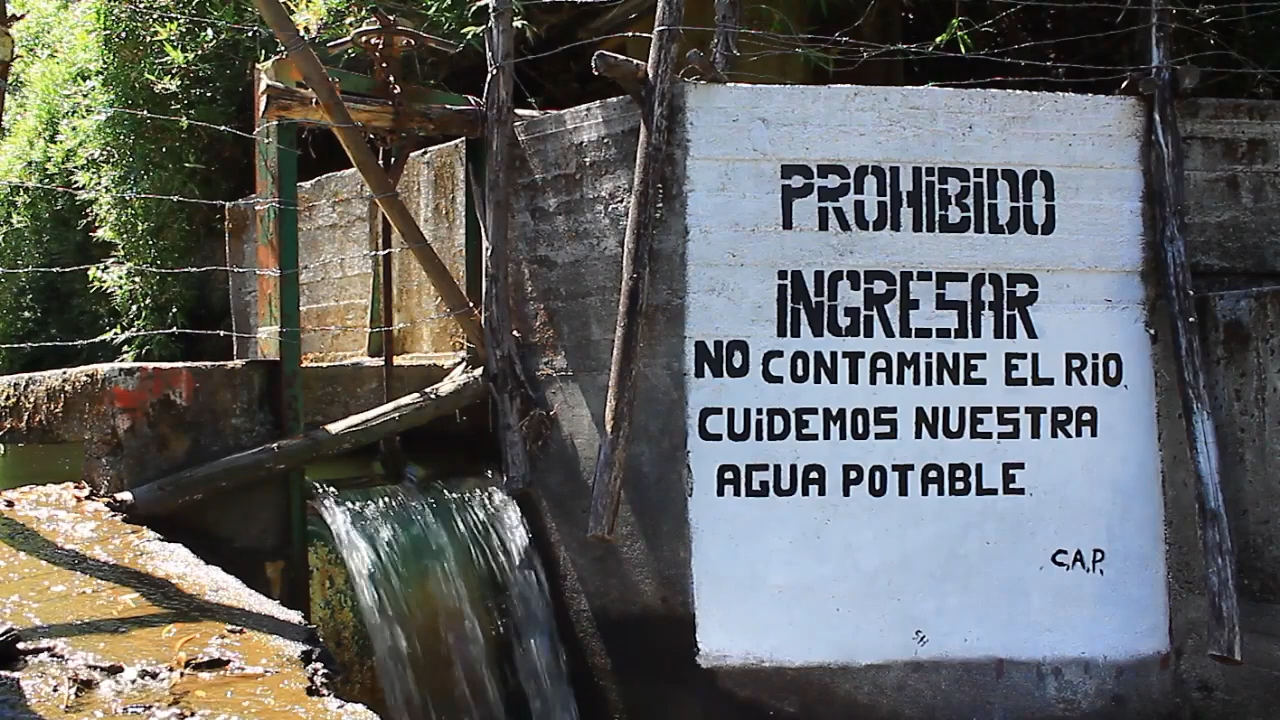 PROHiBiDO
iNGRESAR
NO CONTAMiNE EL RiO.
CUiDEMOS NUESTRA
AGUA POTABLE.
C.A.P.